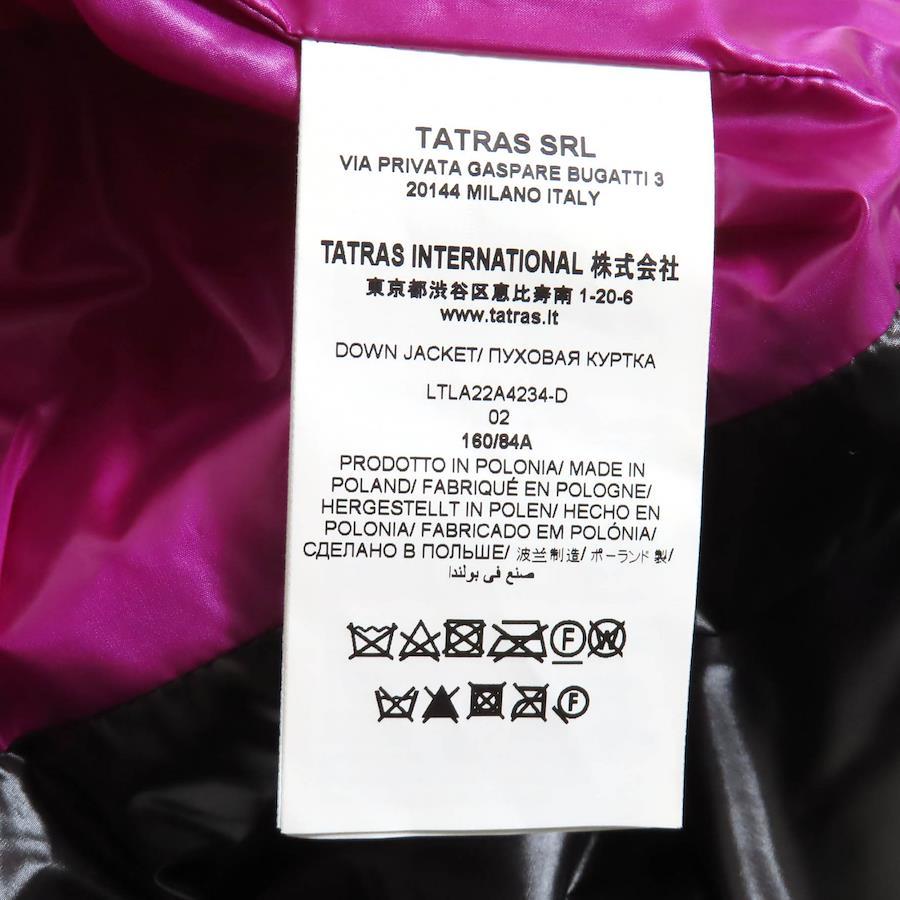 TATRAS SRL
VIA PRIVATA GASPARE BUGATTI 3
20144 MILANO ITALY
TATRAS INTERNATIONAL 株式会社
東京都渋谷区恵比寿南 1-20-6
www.tatras.it
DOWN JACKET/ ПУХОВАЯ КУРТКА
LTLA22A4234-D
02
160/84A
PRODOTTO IN POLONIA/ MADE IN
POLAND/ FABRIQUÉ EN POLOGNE/
HERGESTELLT IN POLEN/ HECHO EN
POLONIA/ FABRICADO EM POLÓNIA/
СДЕЛАНО В ПОЛЬШЕ/ 波兰制造/ ポーランド 製/
صنع في بولندا
F W
F